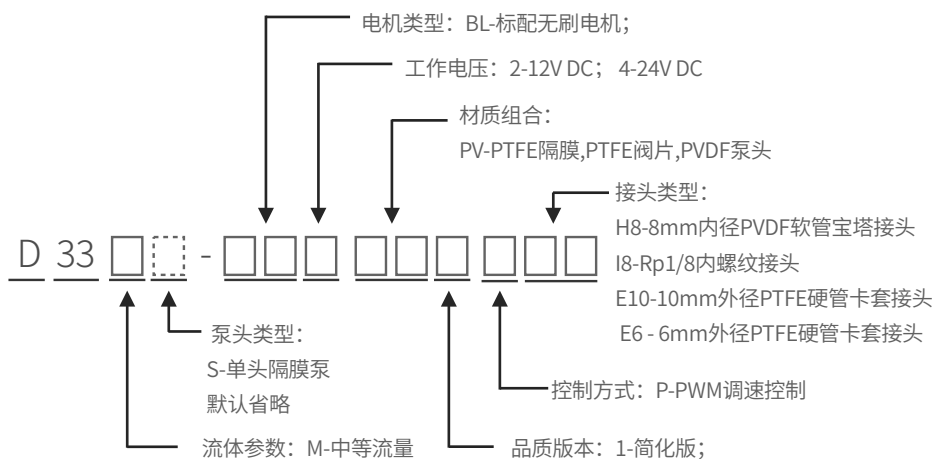 电机类型：BL-标配无刷电机；
工作电压：2-12V DC； 4-24V DC
材质组合：
PV-PTFE隔膜,PTFE阀片,PVDF泵头
接头类型：
H8-8mm内径PVDF软管宝塔接头
I8-Rp1/8内螺纹接头
E10-10mm外径PTFE硬管卡套接头
E6 - 6mm外径PTFE硬管卡套接头
D 33 -
泵头类型：
S-单头隔膜泵
默认省略
控制方式：P-PWM调速控制
流体参数：M-中等流量
品质版本：1-简化版；